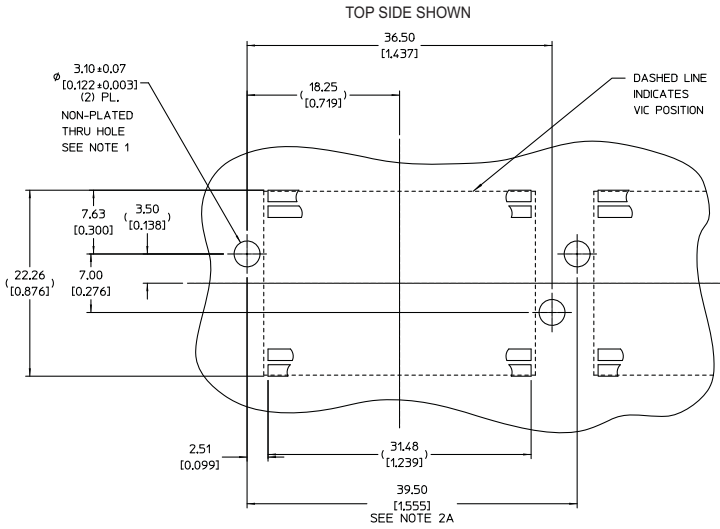 TOP SIDE SHOWN
36.50
[1.437]
ø 3.10±0.07
[0.122±0.003]
(2) PL.
NON-PLATED
THRU HOLE
SEE NOTE 1
(18.25
[0.719])
DASHED LINE
INDICATES
VIC POSITION
7.63
[0.300]
(3.50
[0.138])
(22.26
[0.876])
7.00
[0.276]
2.51
[0.099]
(31.48
[1.239])
39.50
[1.555]
SEE NOTE 2A